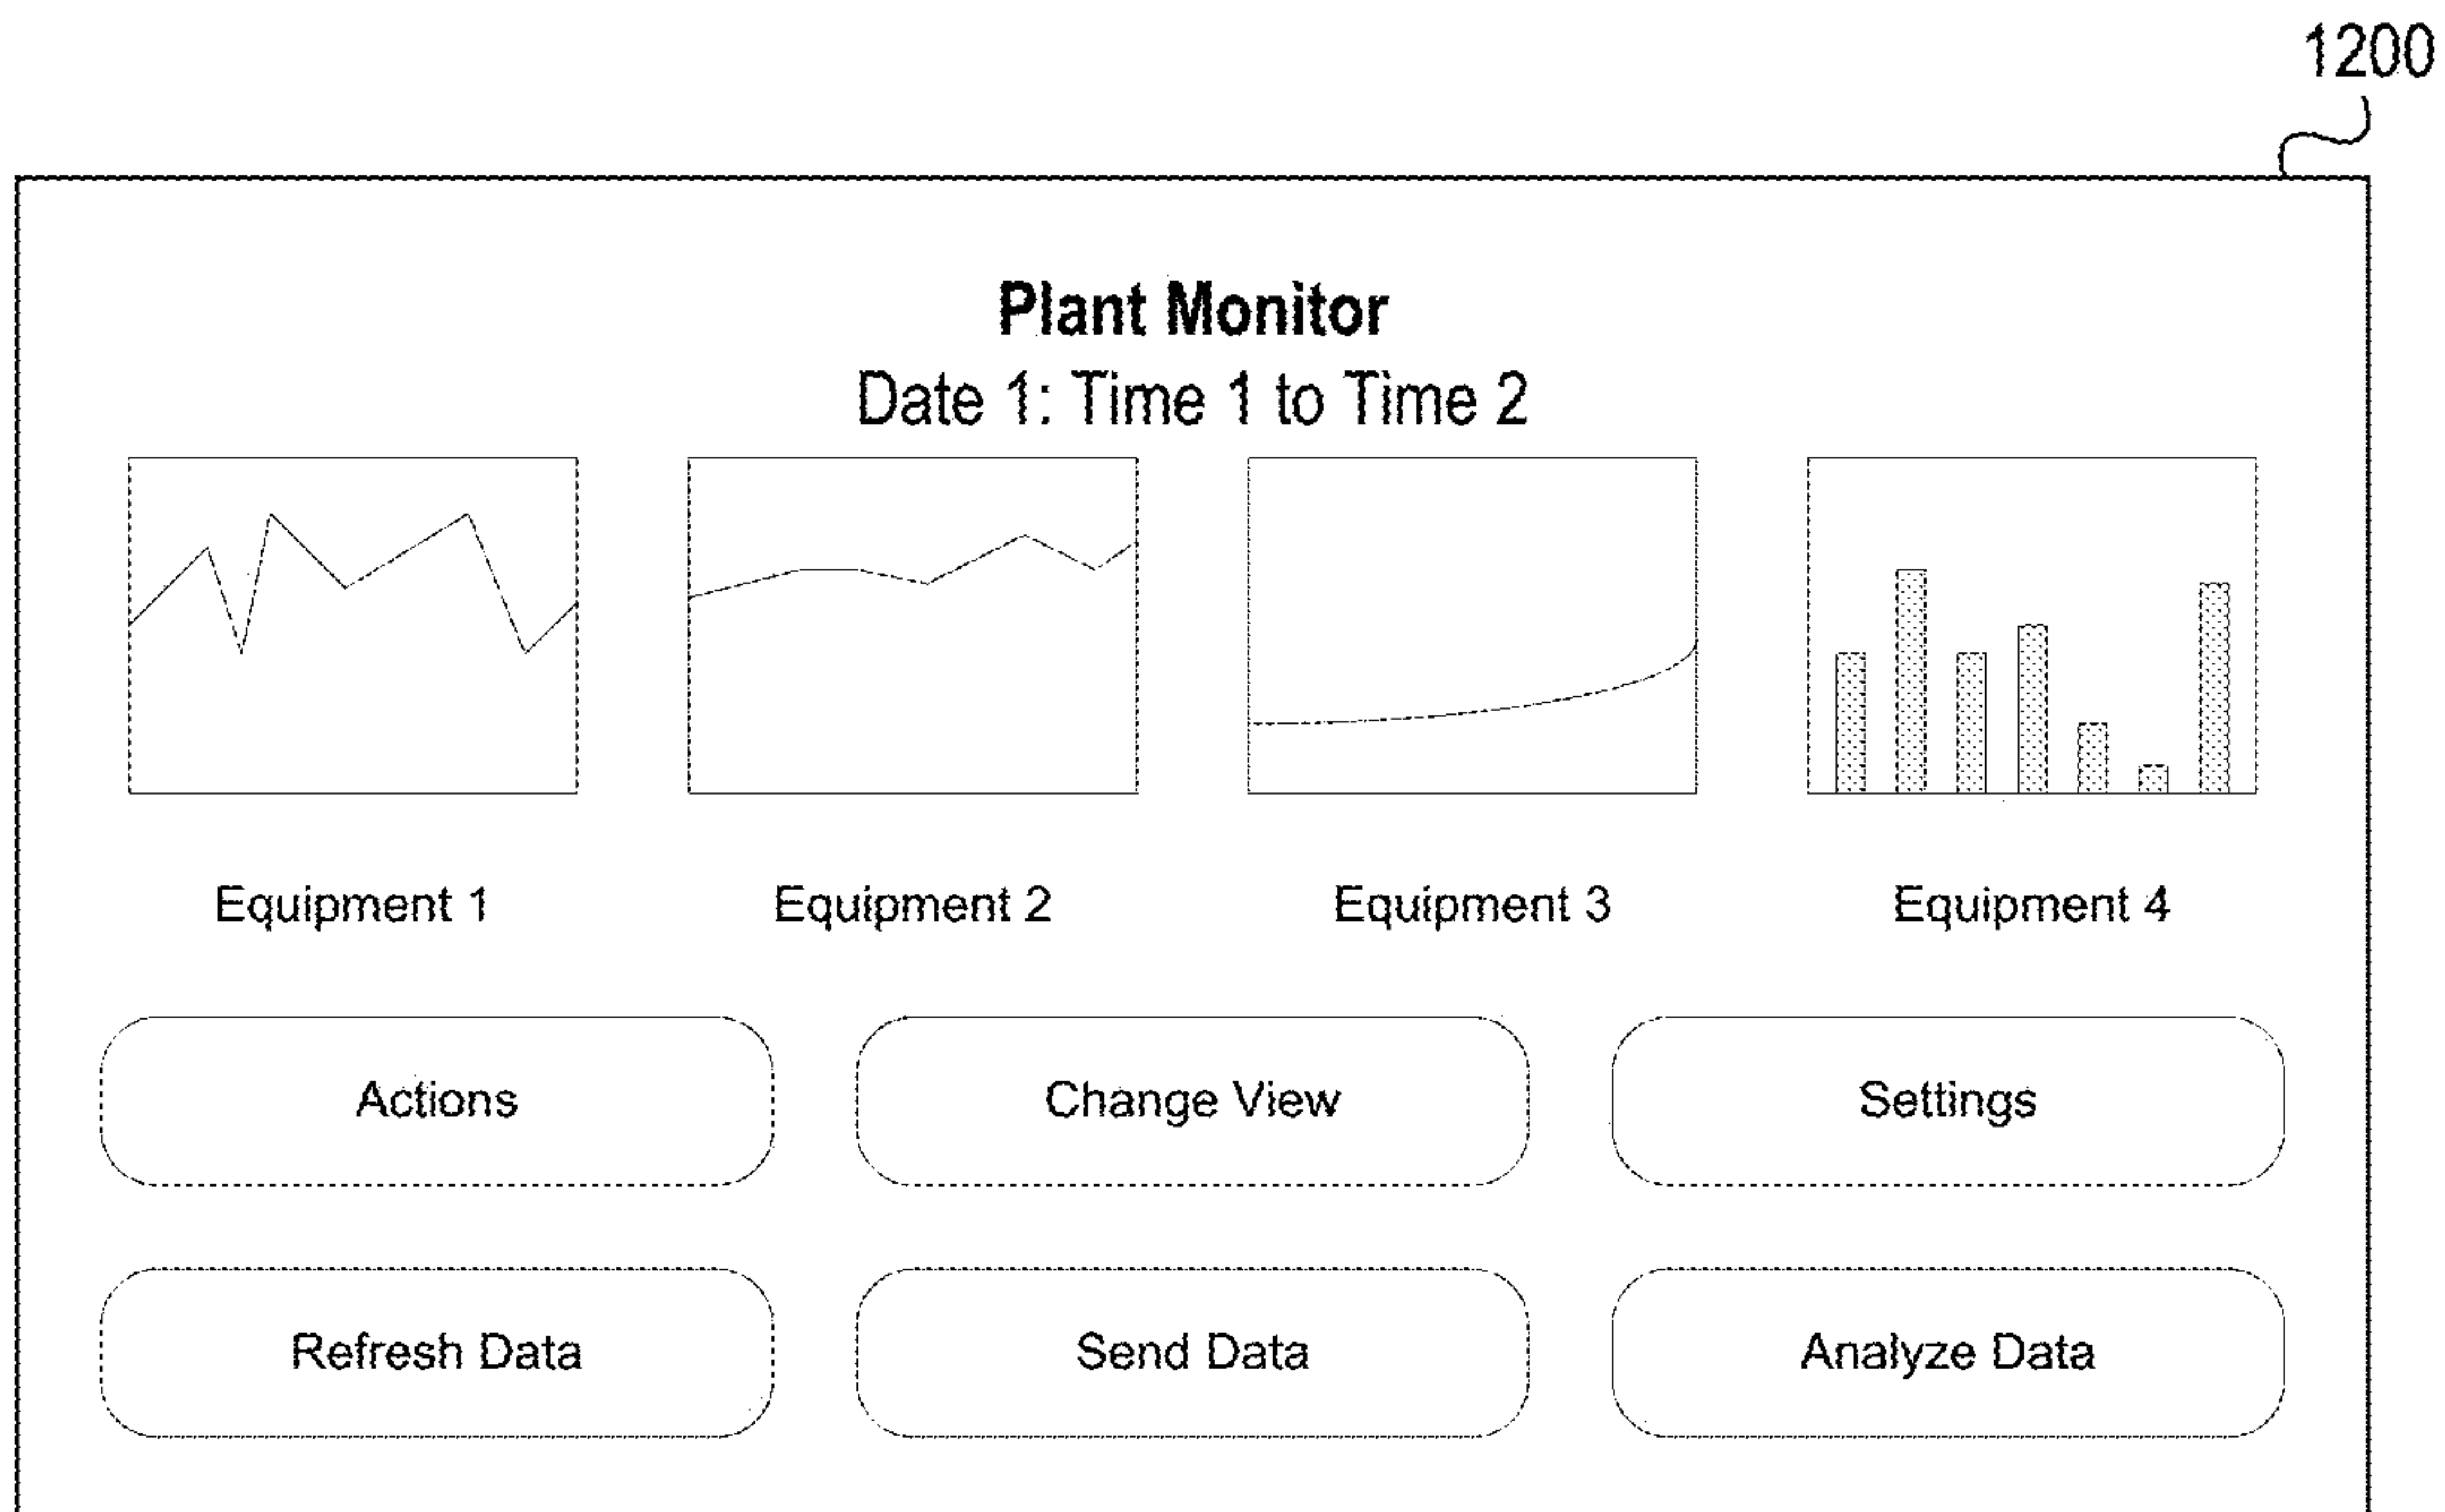 1200
Plant Monitor
Date 1: Time 1 to Time 2
Equipment 1 Equipment 2 Equipment 3 Equipment 4
Actions Change View Settings
Refresh Data Send Data Analyze Data